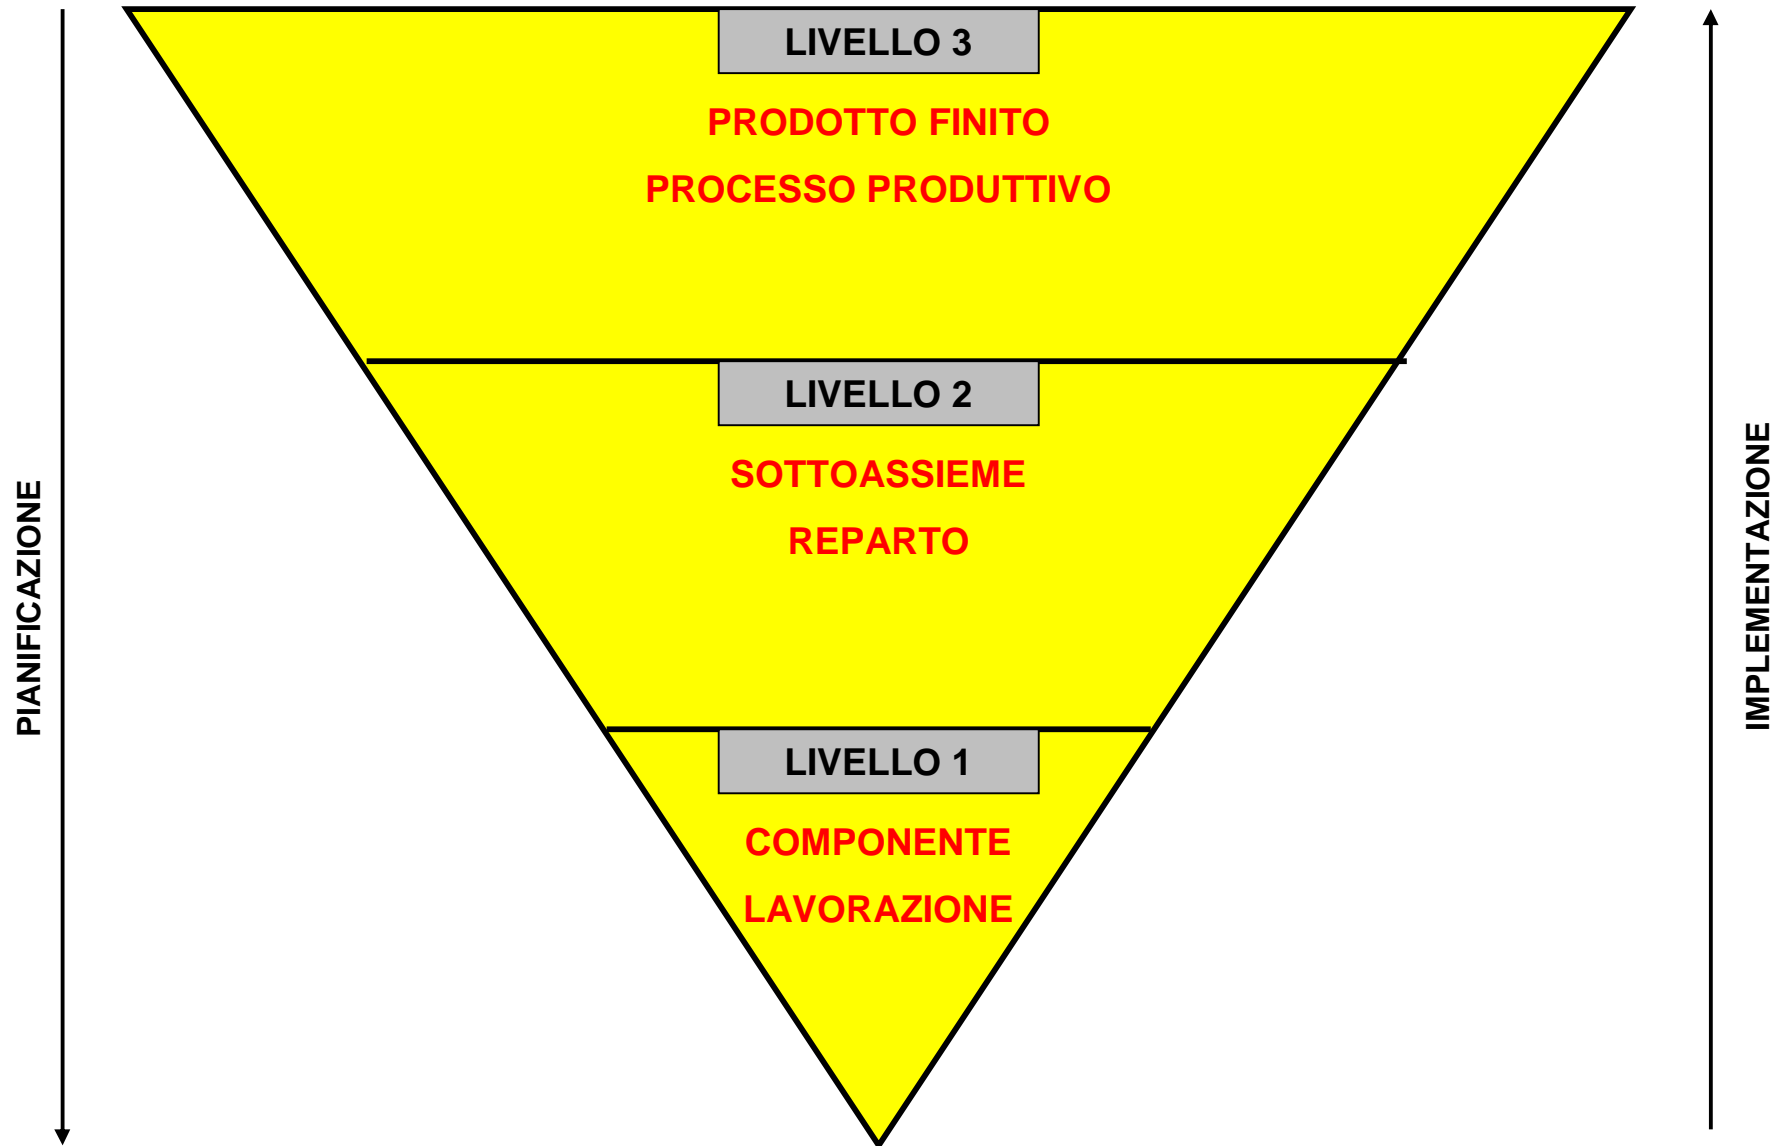 LIVELLO 3
PRODOTTO FINITO
PROCESSO PRODUTTIVO
LIVELLO 2
SOTTOASSIEME
REPARTO
LIVELLO 1
COMPONENTE
LAVORAZIONE
PIANIFICAZIONE
IMPLEMENTAZIONE